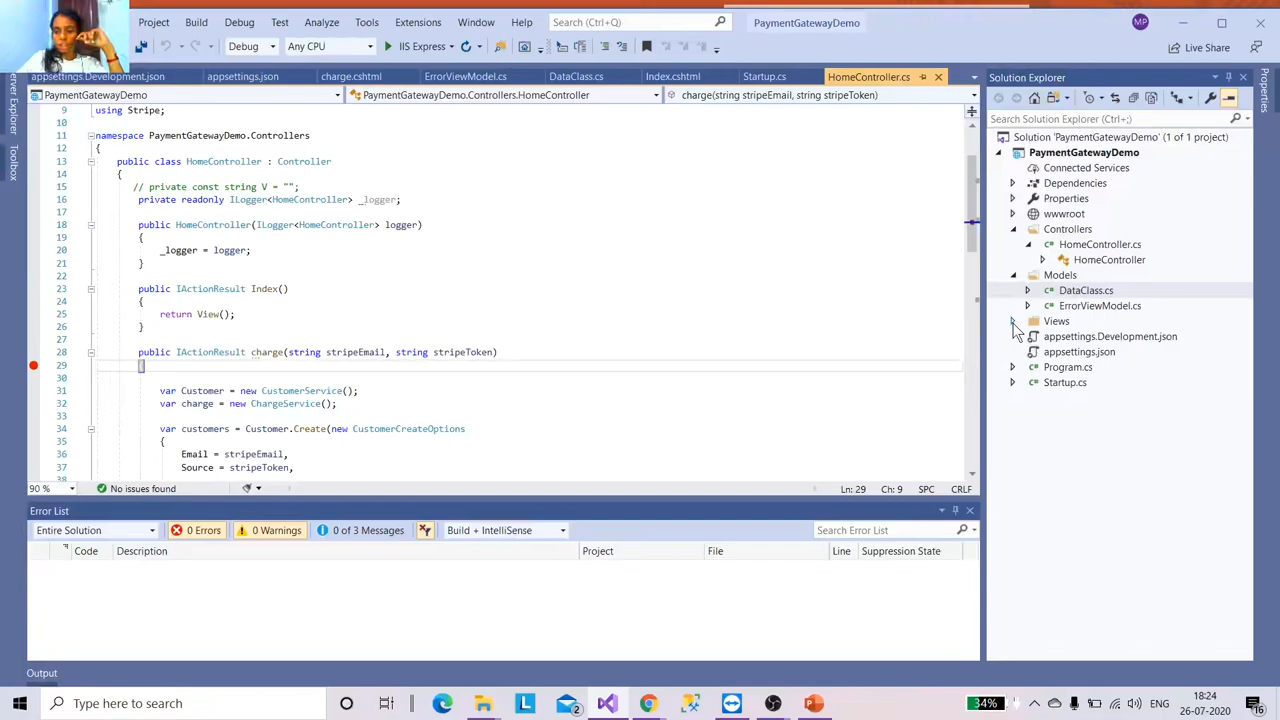 Project Build Debug Test Analyze Tools Extensions Window Help Search (Ctrl+Q) PaymentGatewayDemo MP
Debug Any CPU IIS Express Live Share
appsettings.Development.json appsettings.json charge.cshtml ErrorViewModel.cs DataClass.cs Index.cshtml Startup.cs HomeController.cs
PaymentGatewayDemo PaymentGatewayDemo.Controllers.HomeController charge(string stripeEmail, string stripeToken)
Server Explorer
Toolbox
9 using Stripe;
10
11 namespace PaymentGatewayDemo.Controllers
12 {
13 public class HomeController : Controller
14 {
15 // private const string V = "";
16 private readonly ILogger<HomeController> _logger;
17
18 public HomeController(ILogger<HomeController> logger)
19 {
20 _logger = logger;
21 }
22
23 public IActionResult Index()
24 {
25 return View();
26 }
27
28 public IActionResult charge(string stripeEmail, string stripeToken)
29 {
30
31 var Customer = new CustomerService();
32 var charge = new ChargeService();
33
34 var customers = Customer.Create(new CustomerCreateOptions
35 {
36 Email = stripeEmail,
37 Source = stripeToken,
38
90 % No issues found Ln: 29 Ch: 9 SPC CRLF
Error List
Entire Solution 0 Errors 0 Warnings 0 of 3 Messages Build + IntelliSense Search Error List
Code Description Project File Line Suppression State
Output
Solution Explorer
Search Solution Explorer (Ctrl+;)
Solution 'PaymentGatewayDemo' (1 of 1 project)
PaymentGatewayDemo
Connected Services
Dependencies
Properties
wwwroot
Controllers
HomeController.cs
HomeController
Models
DataClass.cs
ErrorViewModel.cs
Views
appsettings.Development.json
appsettings.json
Program.cs
Startup.cs
Properties
Type here to search L 2 34% ENG 18:24
26-07-2020 16